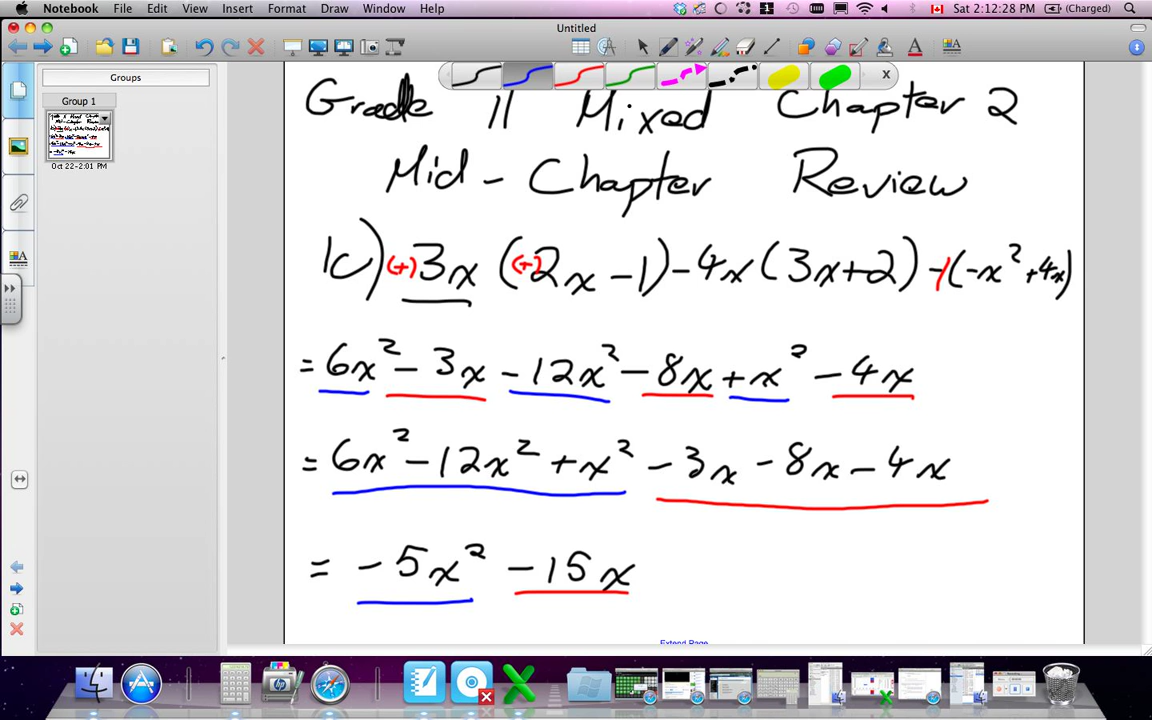 Notebook File Edit View Insert Format Draw Window Help Sat 2:12:28 PM (Charged)
Untitled
Groups
Group 1
Oct 22-2:01 PM
Grade 11 Mixed Chapter 2
Mid-Chapter Review
1c) (+)3x ((+)2x - 1) - 4x (3x + 2) - 1(-x² + 4x)
= 6x² - 3x - 12x² - 8x + x² - 4x
= 6x² - 12x² + x² - 3x - 8x - 4x
= -5x² - 15x
Extend Page